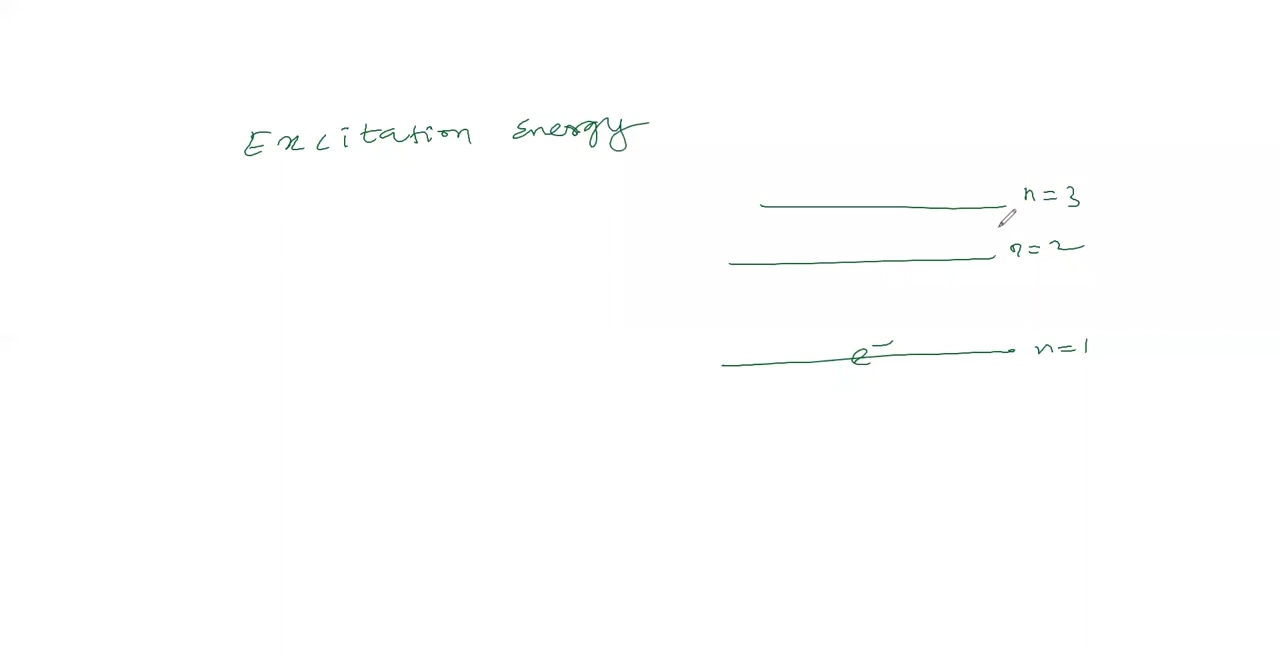 Excitation Energy
n = 3
n = 2
e⁻ n = 1